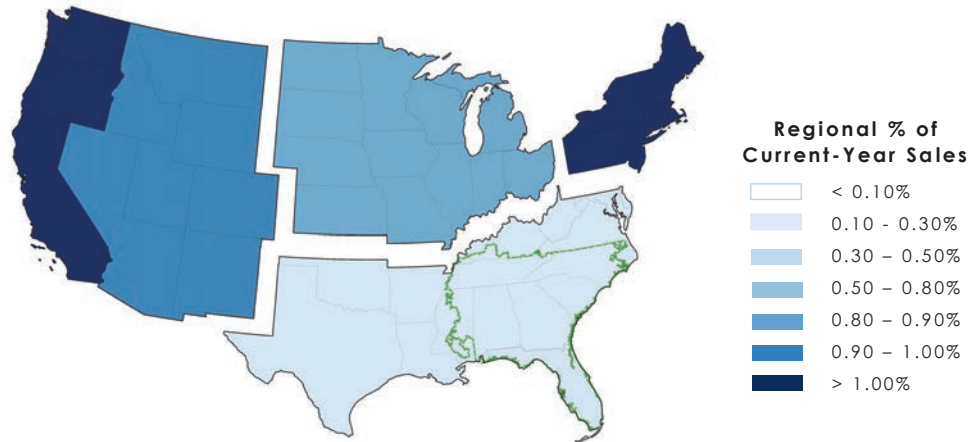 Regional % of
Current-Year Sales
< 0.10%
0.10 - 0.30%
0.30 – 0.50%
0.50 – 0.80%
0.80 – 0.90%
0.90 – 1.00%
> 1.00%